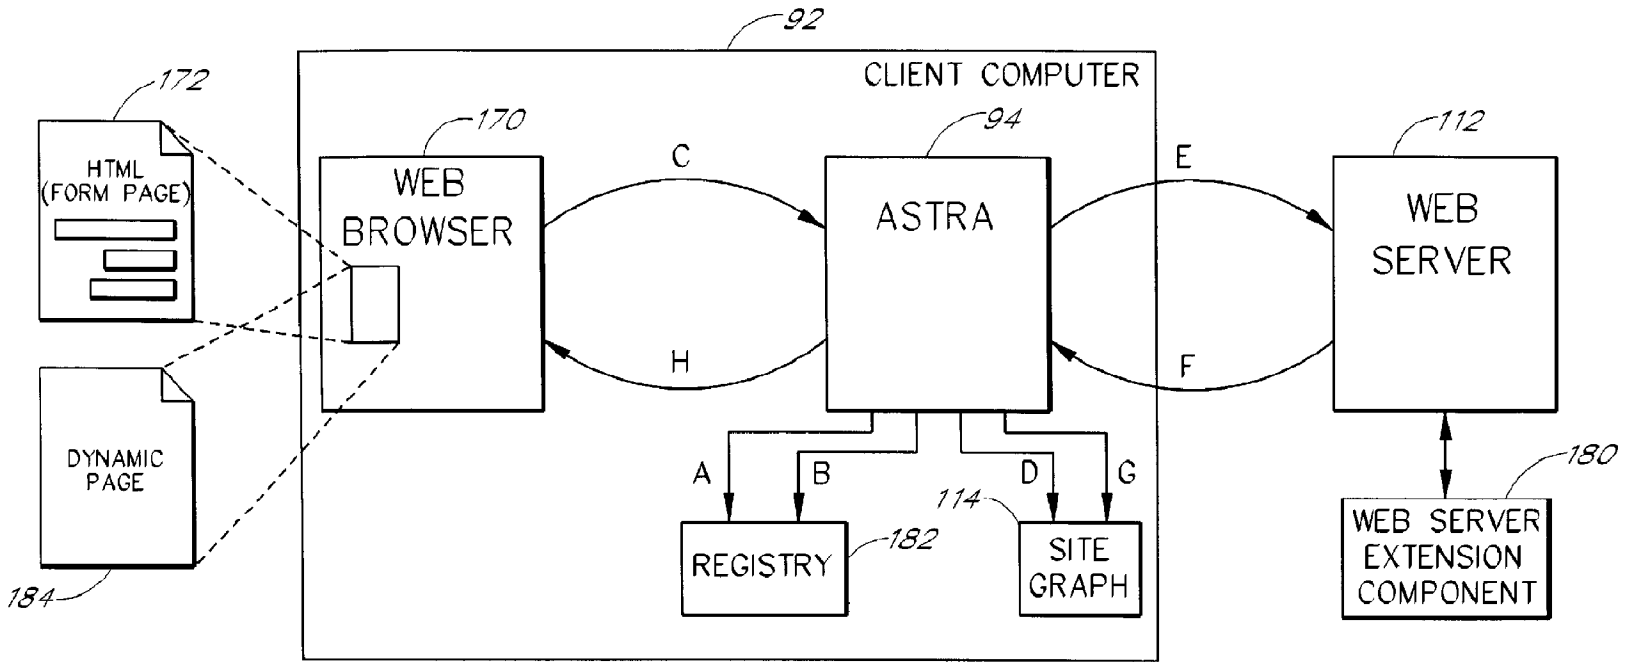 92
CLIENT COMPUTER
172
HTML
(FORM PAGE)
170
WEB
BROWSER
C
94
ASTRA
E
112
WEB
SERVER
H
F
DYNAMIC
PAGE
184
A
B
D
G
REGISTRY
182
114
SITE
GRAPH
180
WEB SERVER
EXTENSION
COMPONENT